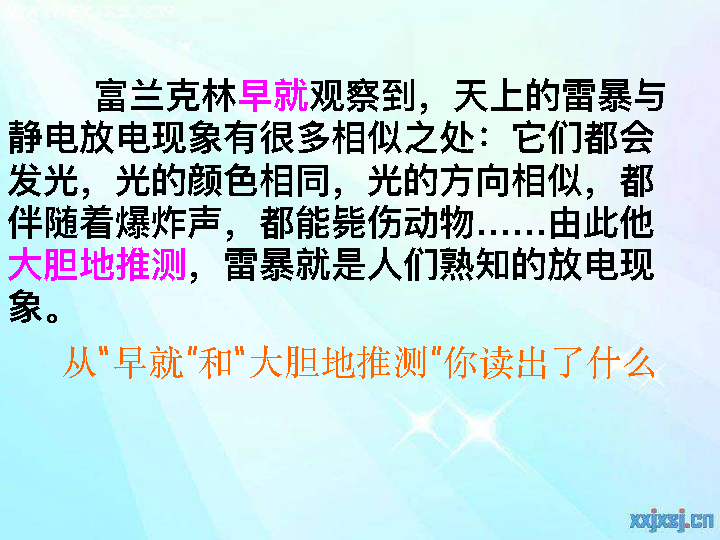 富兰克林早就观察到，天上的雷暴与
静电放电现象有很多相似之处：它们都会
发光，光的颜色相同，光的方向相似，都
伴随着爆炸声，都能毙伤动物……由此他
大胆地推测，雷暴就是人们熟知的放电现
象。
从“早就”和“大胆地推测”你读出了什么
xxjxsj.cn